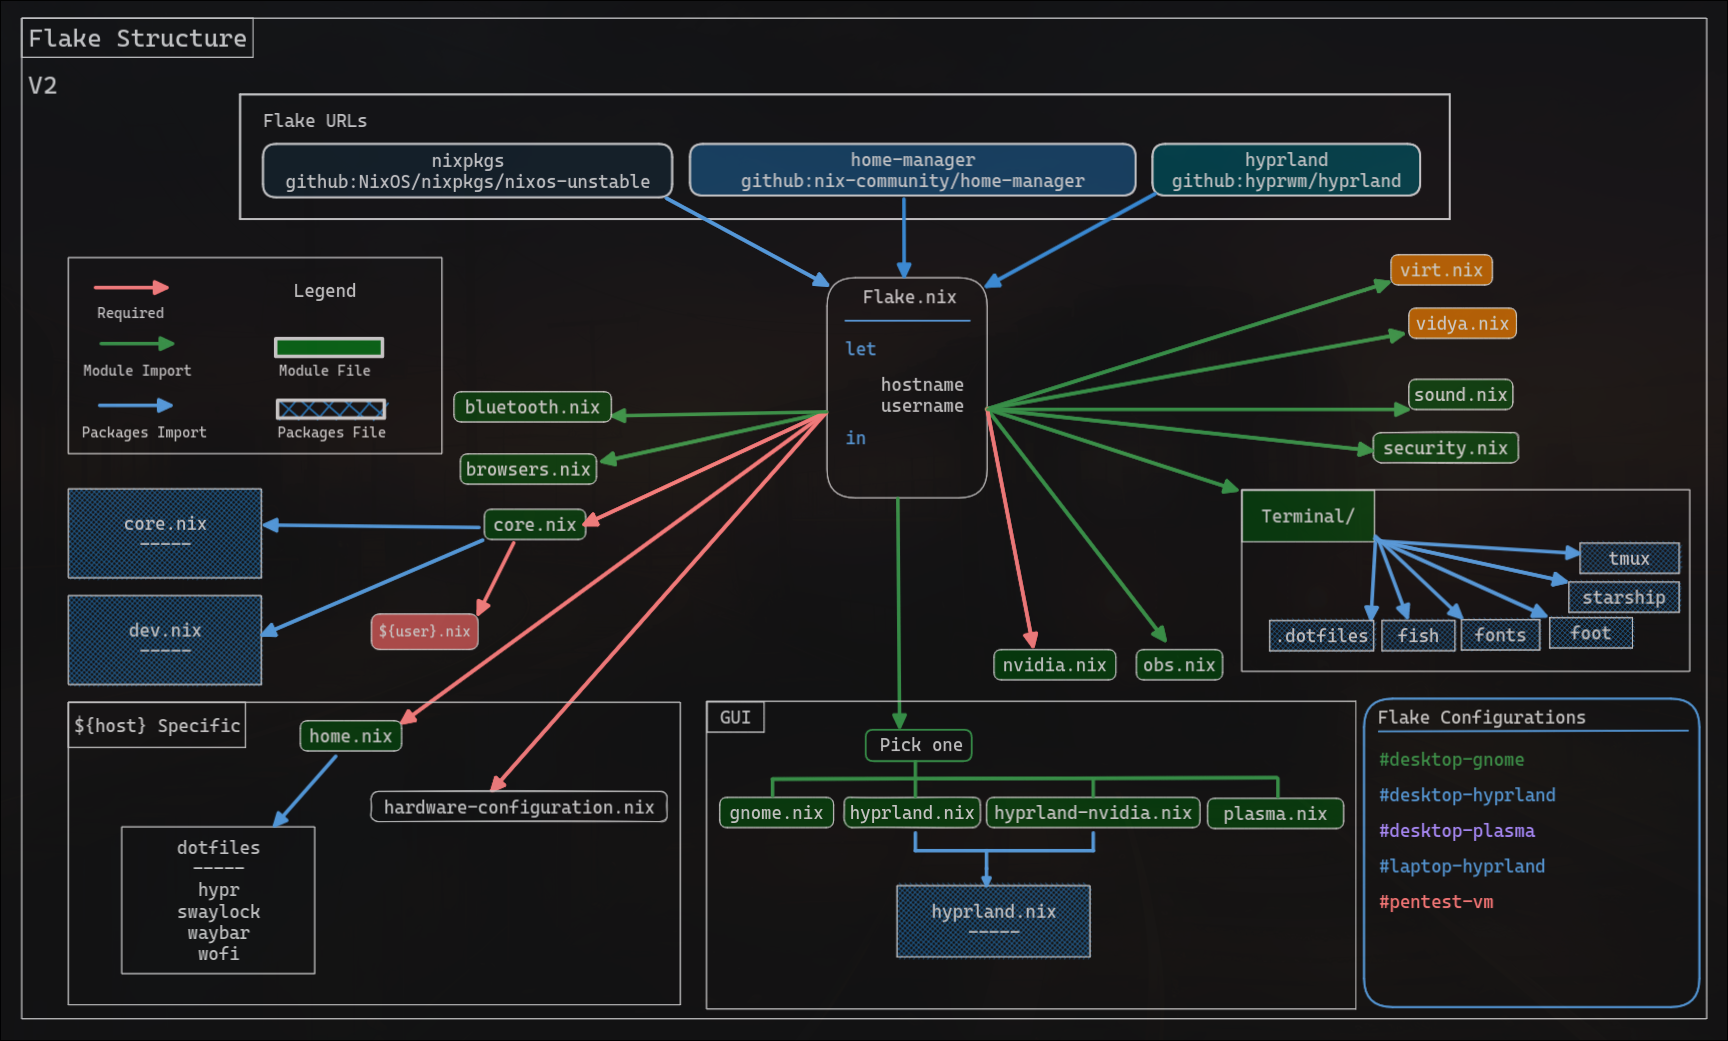 Flake Structure
V2
Flake URLs
nixpkgs
github:NixOS/nixpkgs/nixos-unstable
home-manager
github:nix-community/home-manager
hyprland
github:hyprwm/hyprland
Legend
Required
Module Import
Module File
Packages Import
Packages File
Flake.nix
let
hostname
username
in
virt.nix
vidya.nix
sound.nix
security.nix
bluetooth.nix
browsers.nix
core.nix
core.nix
-----
dev.nix
-----
${user}.nix
Terminal/
tmux
starship
.dotfiles
fish
fonts
foot
nvidia.nix
obs.nix
${host} Specific
home.nix
hardware-configuration.nix
dotfiles
-----
hypr
swaylock
waybar
wofi
GUI
Pick one
gnome.nix
hyprland.nix
hyprland-nvidia.nix
plasma.nix
hyprland.nix
-----
Flake Configurations
#desktop-gnome
#desktop-hyprland
#desktop-plasma
#laptop-hyprland
#pentest-vm